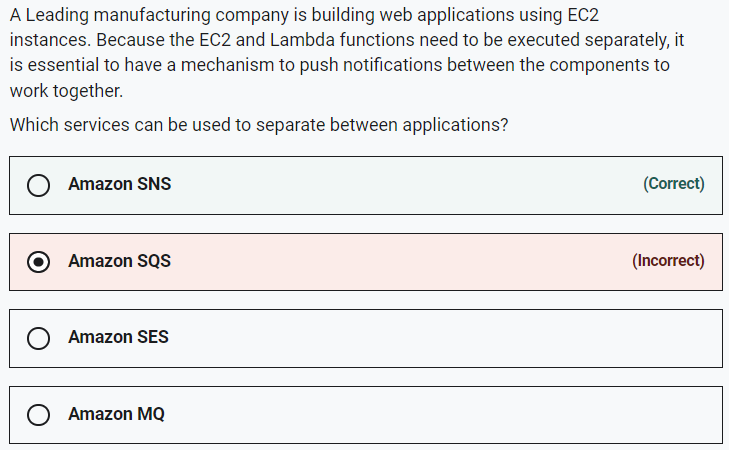 A Leading manufacturing company is building web applications using EC2
instances. Because the EC2 and Lambda functions need to be executed separately, it
is essential to have a mechanism to push notifications between the components to
work together.
Which services can be used to separate between applications?
Amazon SNS (Correct)
Amazon SQS (Incorrect)
Amazon SES
Amazon MQ